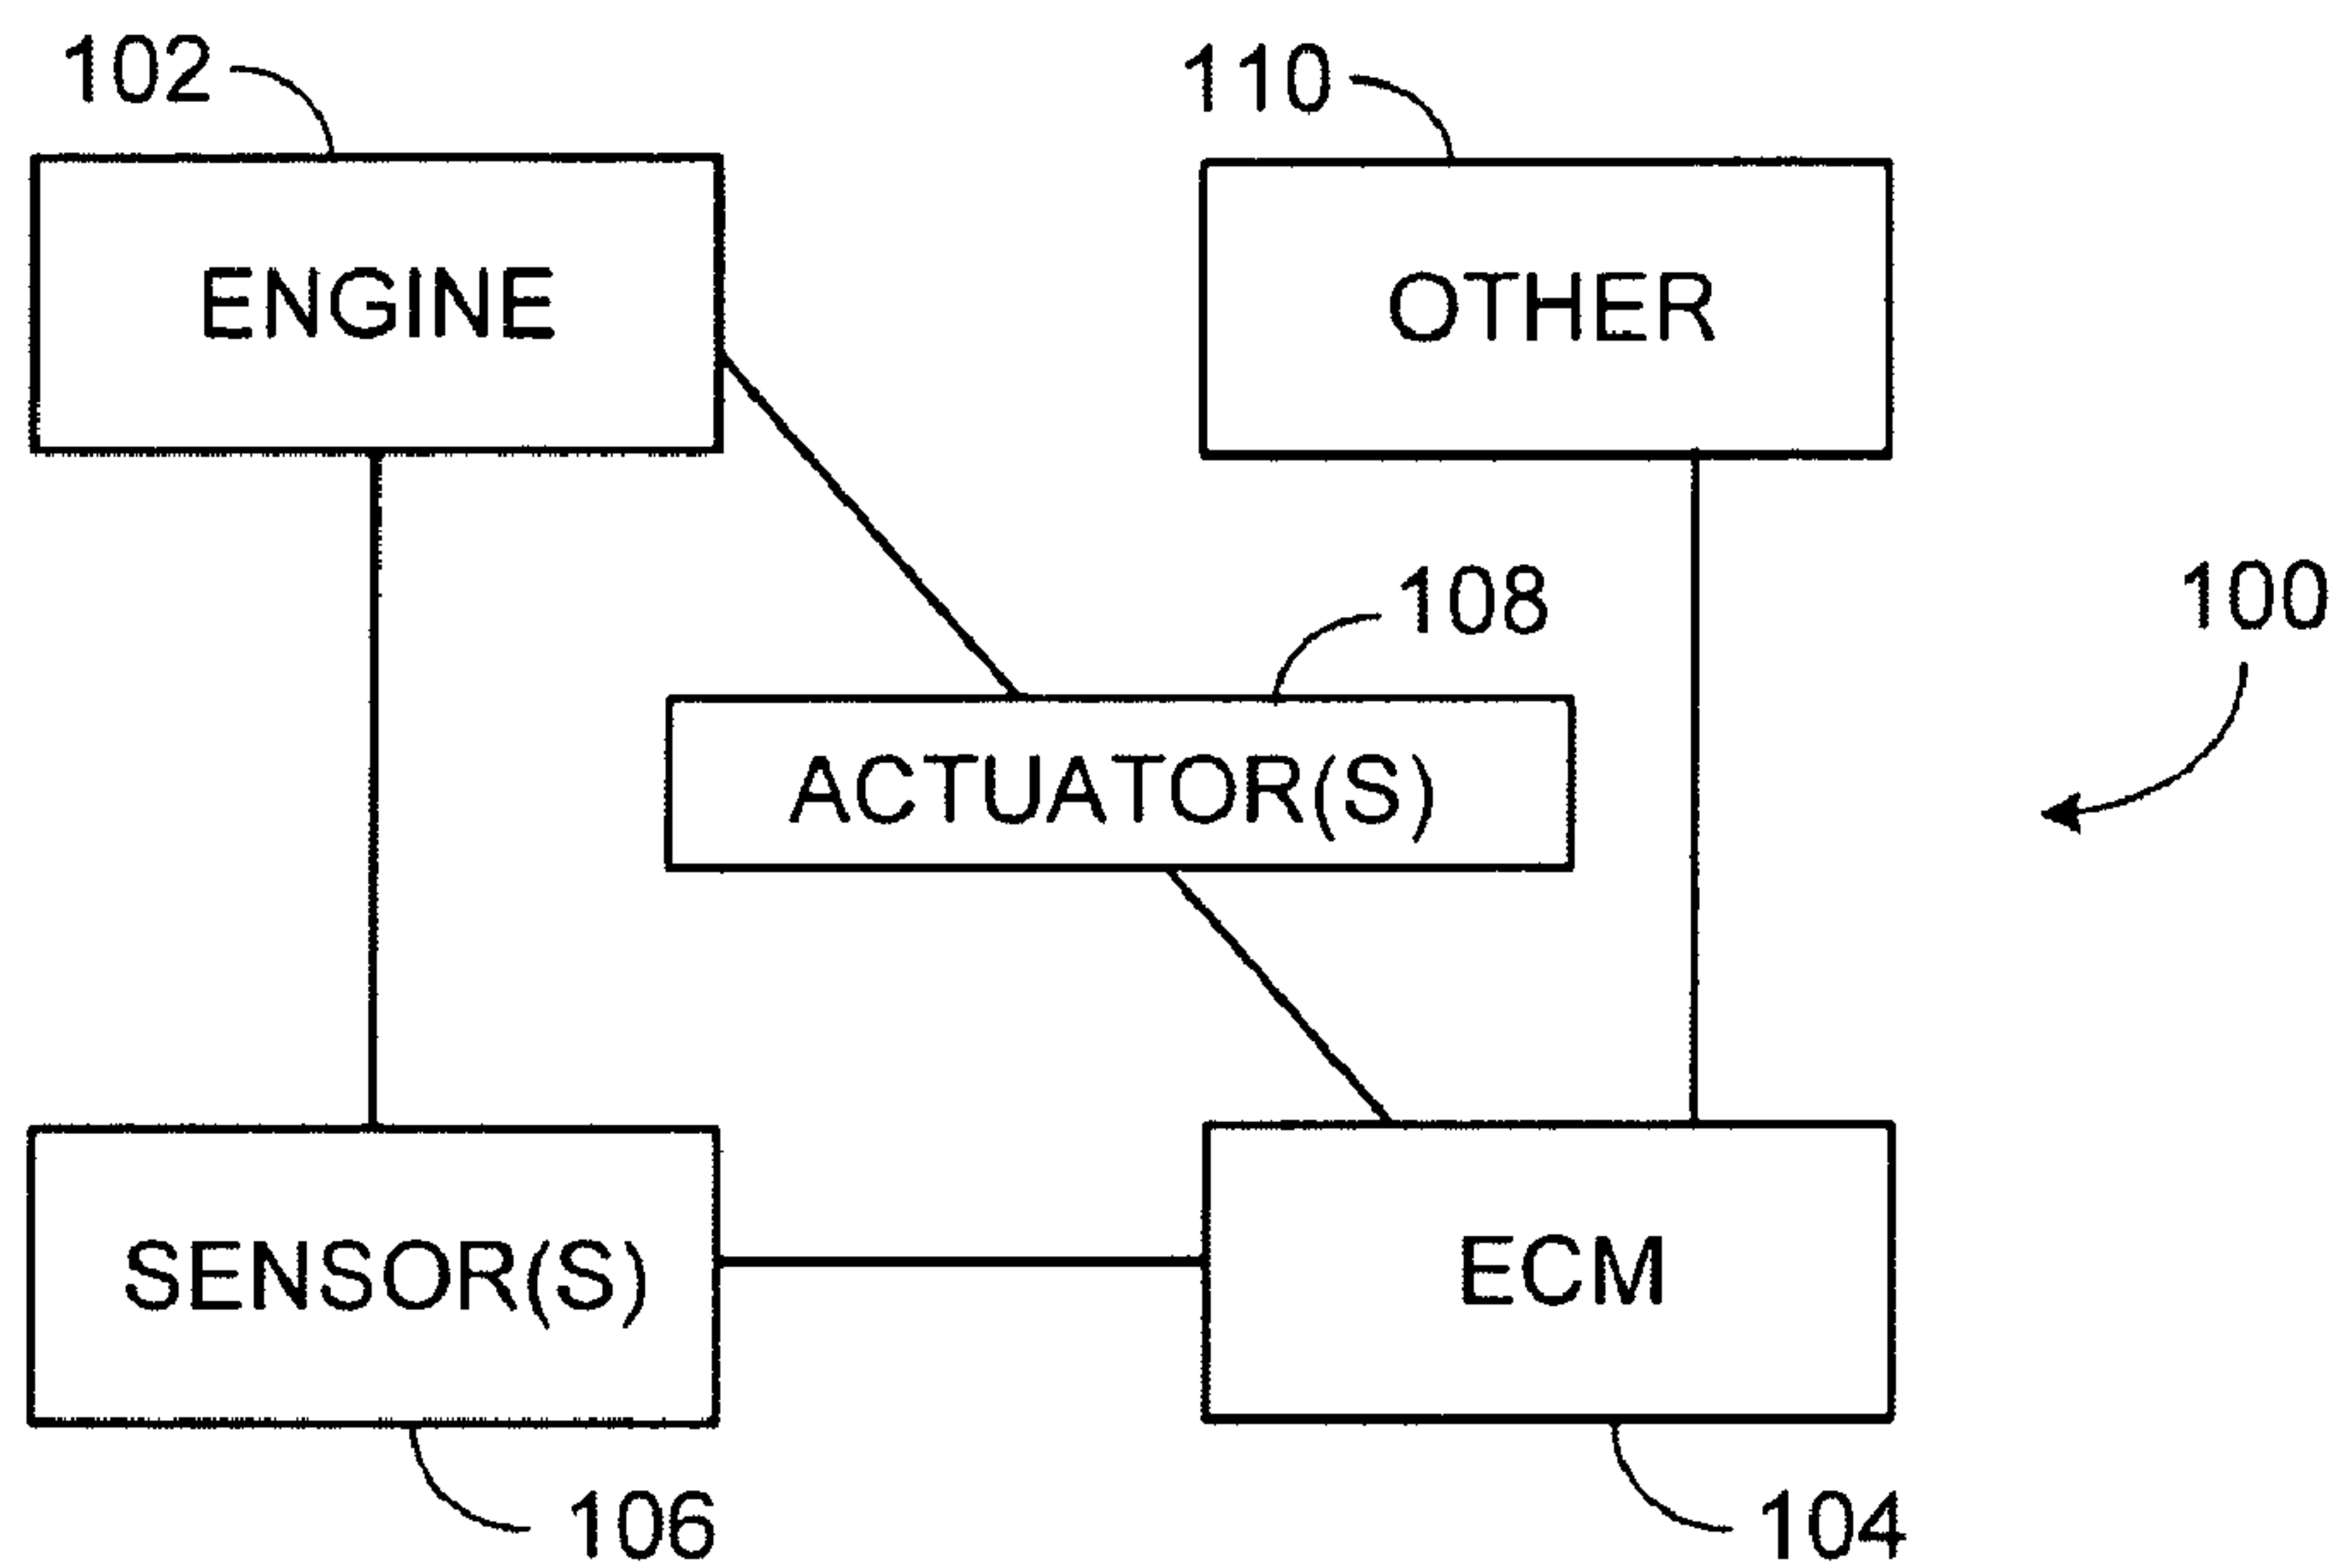 102
110
ENGINE
OTHER
108
100
ACTUATOR(S)
SENSOR(S)
ECM
106
104